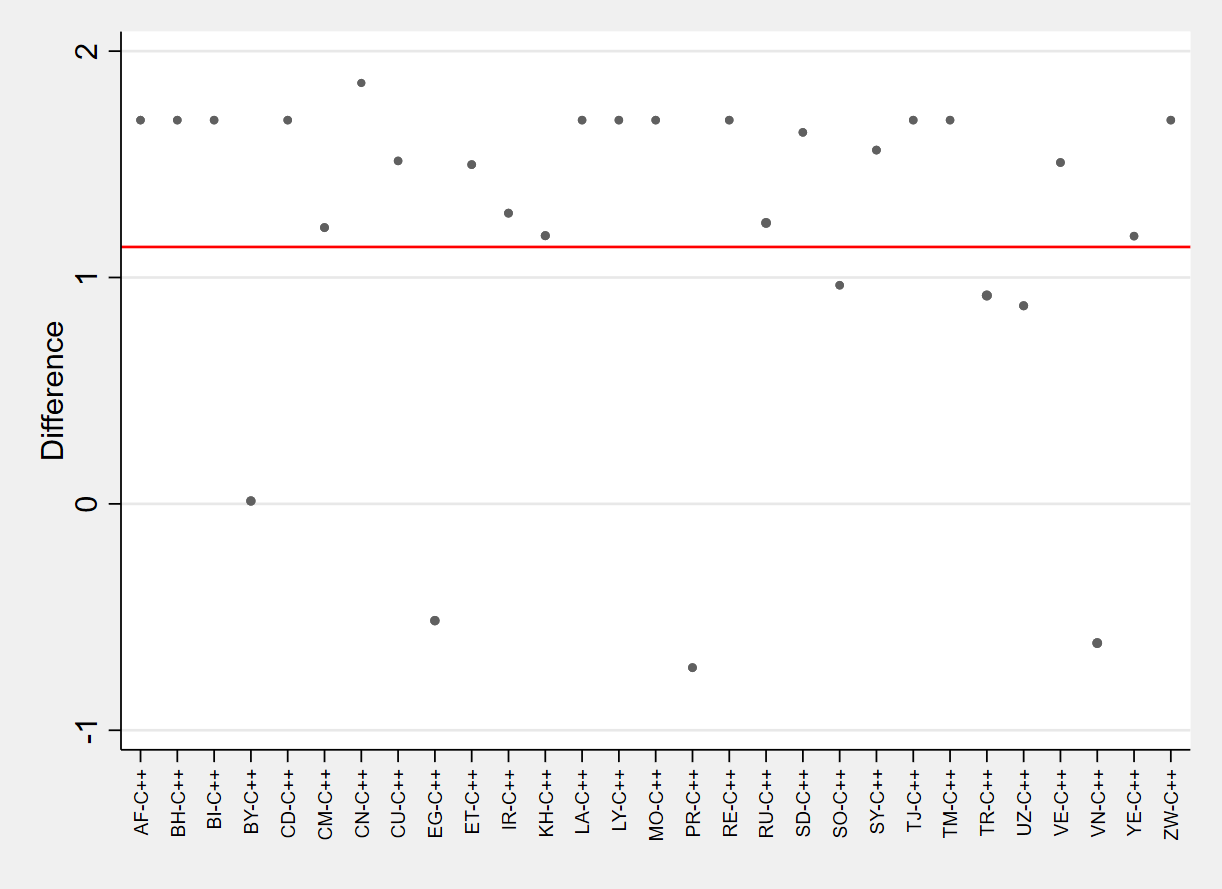 Difference
2
1
0
-1
AF-C++
BH-C++
BI-C++
BY-C++
CD-C++
CM-C++
CN-C++
CU-C++
EG-C++
ET-C++
IR-C++
KH-C++
LA-C++
LY-C++
MO-C++
PR-C++
RE-C++
RU-C++
SD-C++
SO-C++
SY-C++
TJ-C++
TM-C++
TR-C++
UZ-C++
VE-C++
VN-C++
YE-C++
ZW-C++